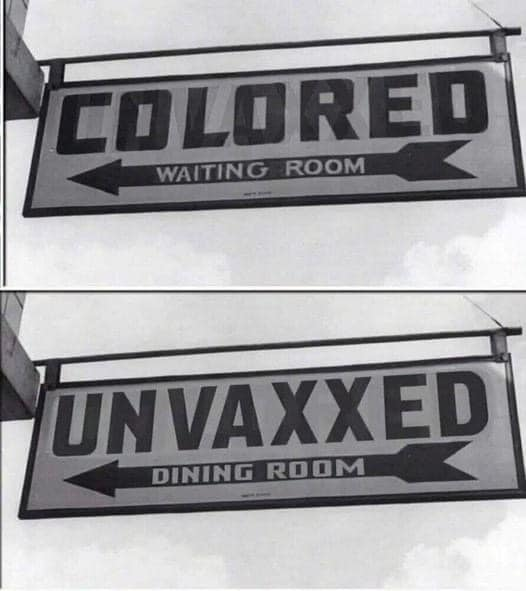 COLORED
WAITING ROOM
UNVAXXED
DINING ROOM